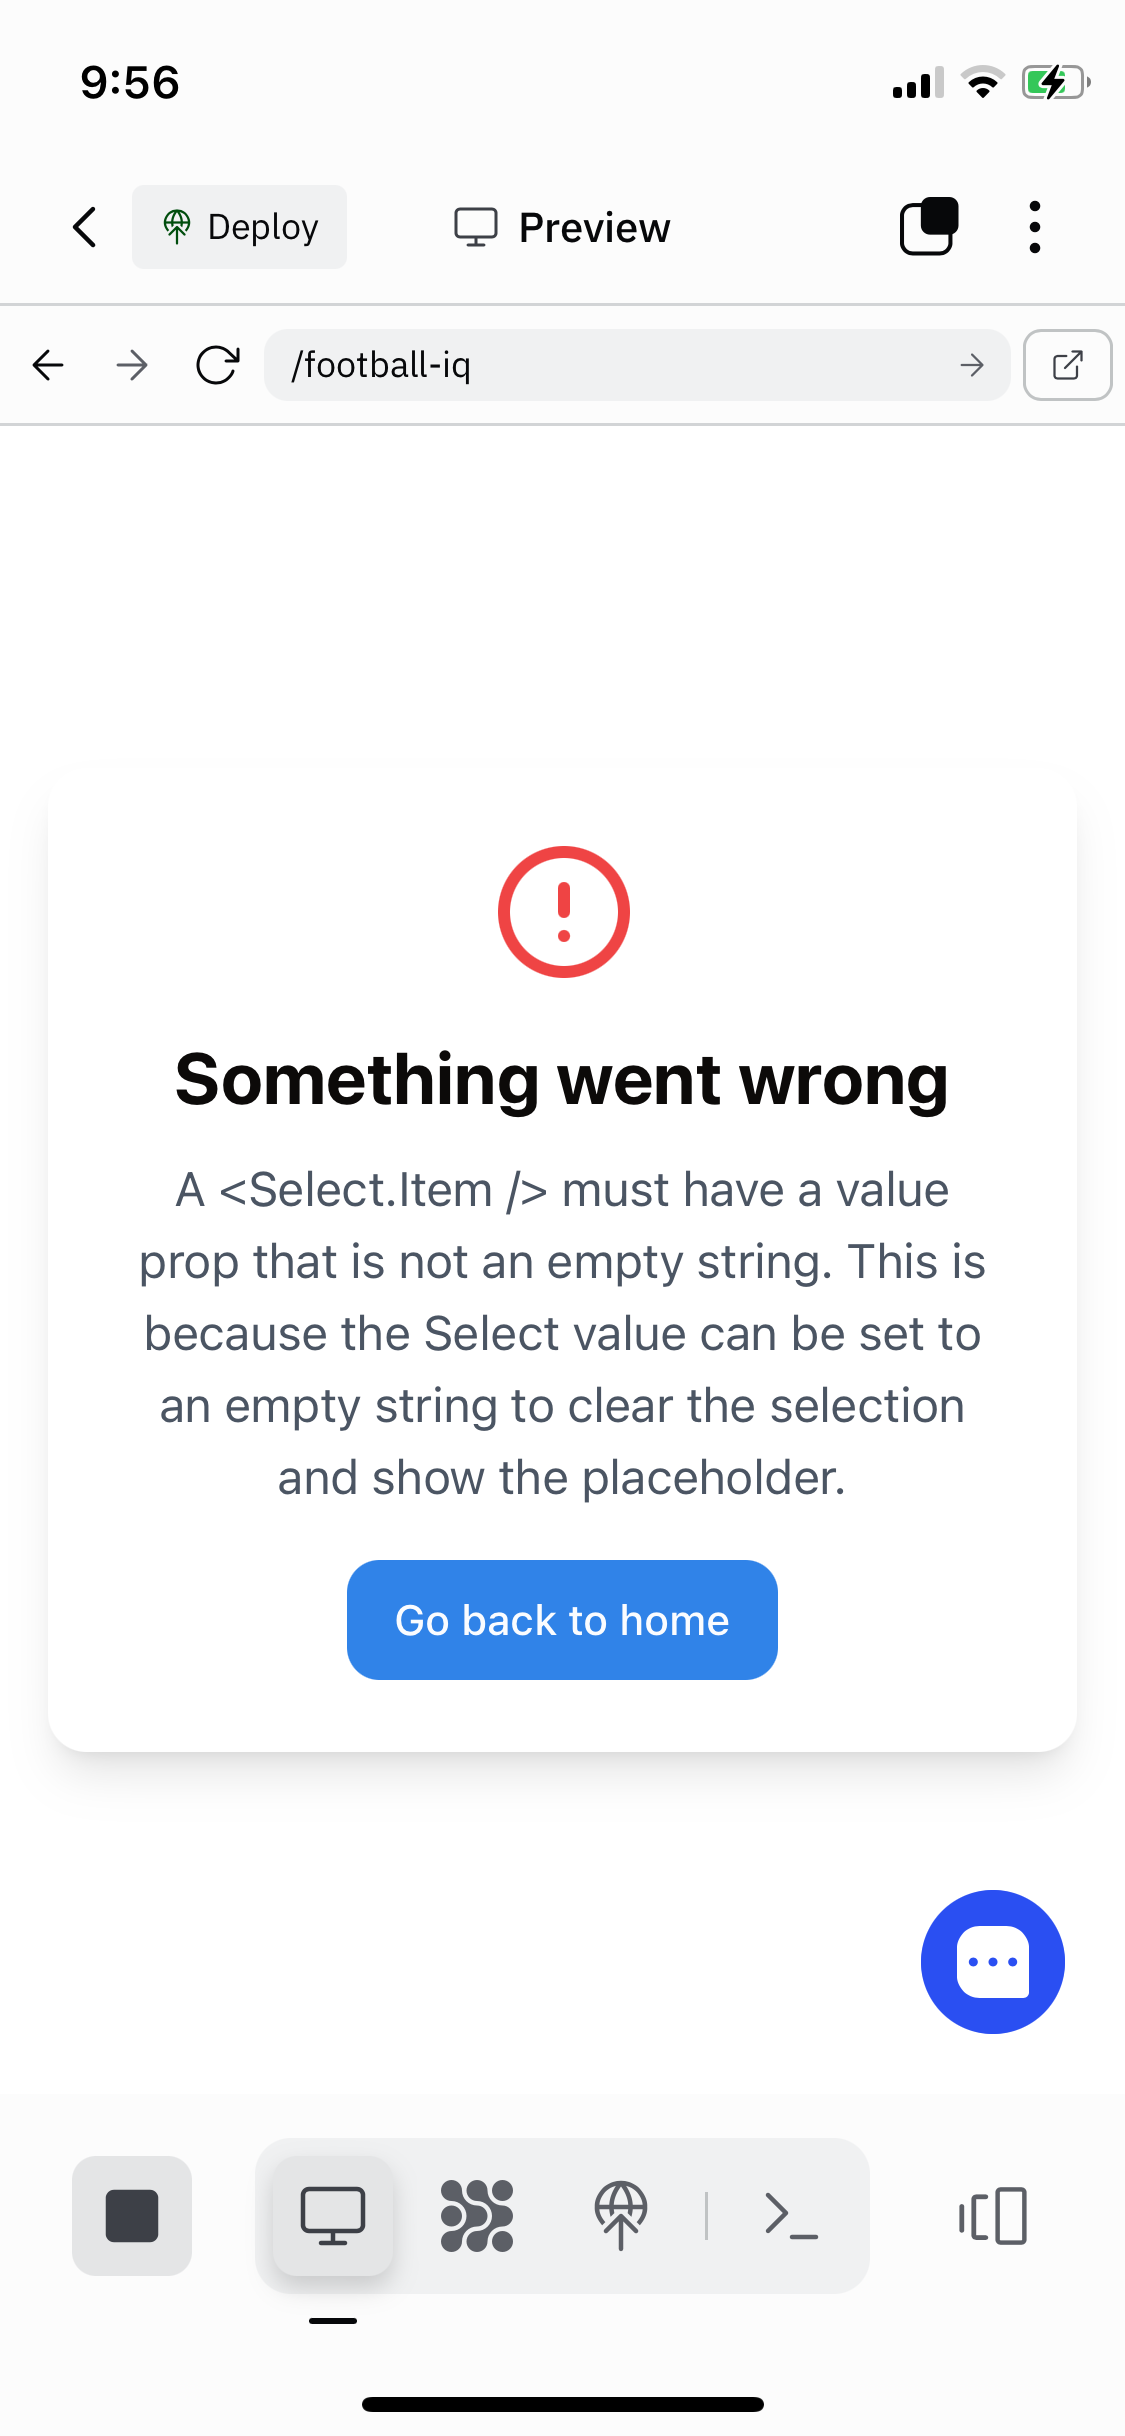 9:56
Deploy
Preview
/football-iq
Something went wrong
A <Select.Item /> must have a value
prop that is not an empty string. This is
because the Select value can be set to
an empty string to clear the selection
and show the placeholder.
Go back to home